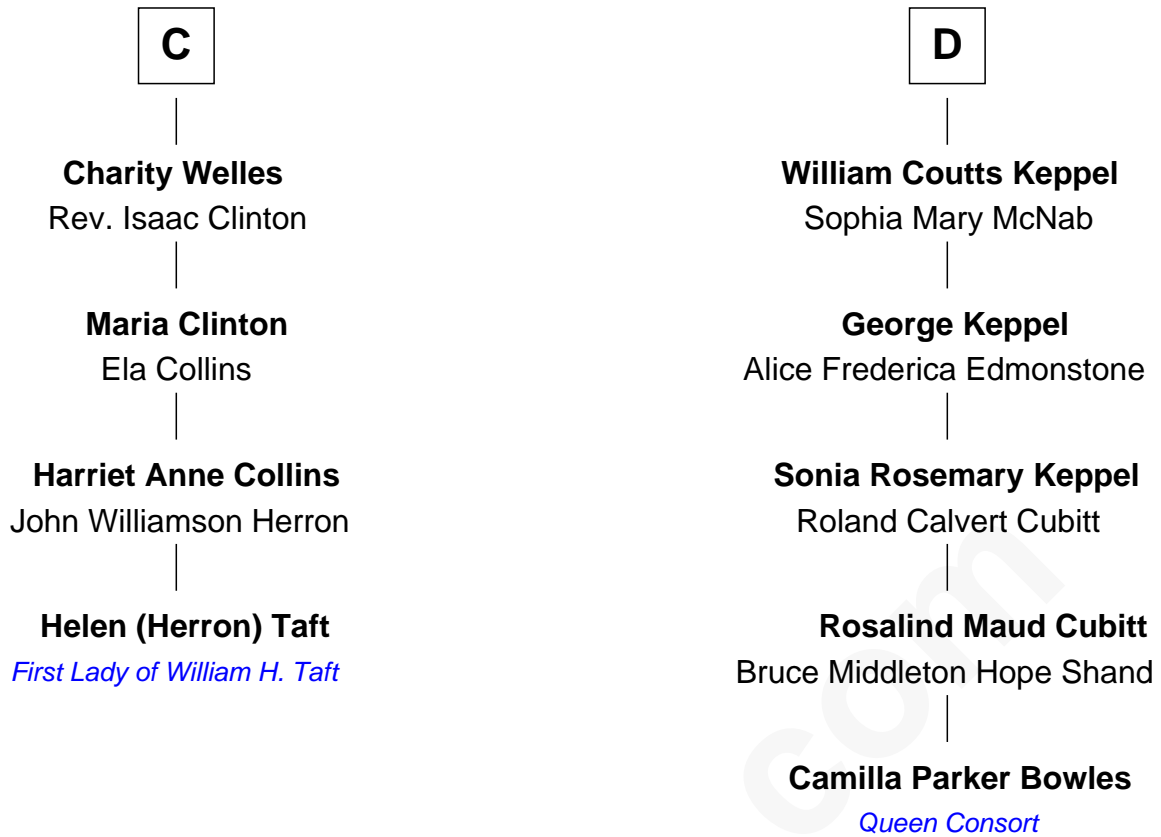 C
Charity Welles
Rev. Isaac Clinton
Maria Clinton
Ela Collins
Harriet Anne Collins
John Williamson Herron
Helen (Herron) Taft
First Lady of William H. Taft
D
William Coutts Keppel
Sophia Mary McNab
George Keppel
Alice Frederica Edmonstone
Sonia Rosemary Keppel
Roland Calvert Cubitt
Rosalind Maud Cubitt
Bruce Middleton Hope Shand
Camilla Parker Bowles
Queen Consort
com